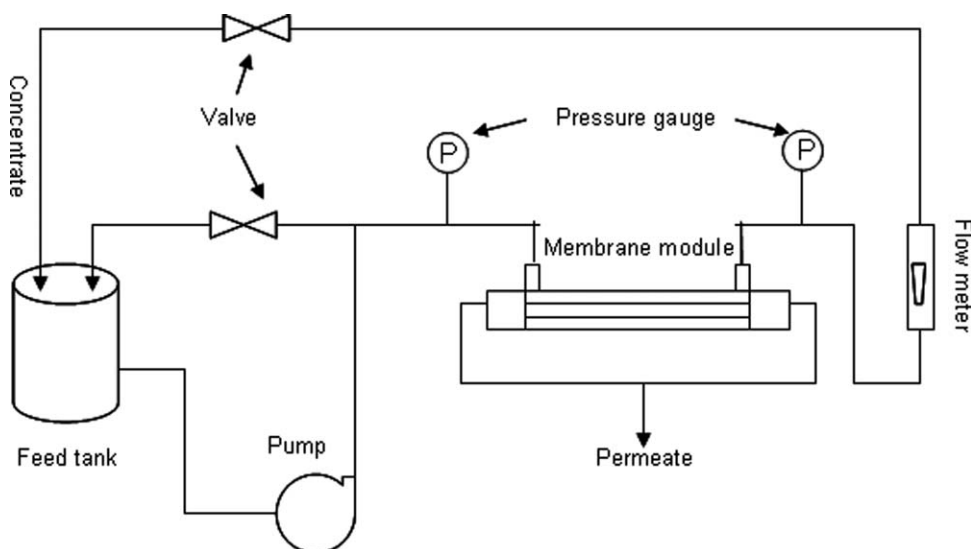 Concentrate
Valve
Pressure gauge
P
P
Membrane module
Flow meter
Feed tank
Pump
Permeate